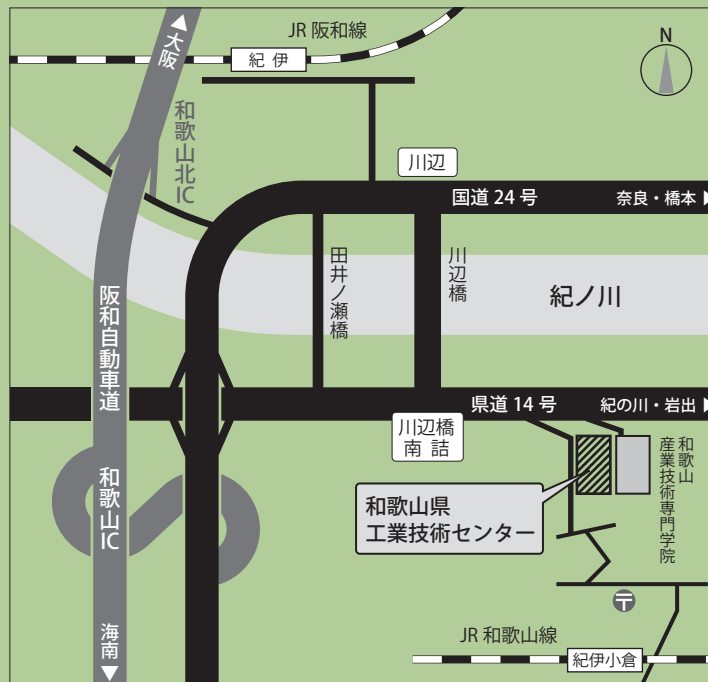 JR 阪和線
▲大阪
紀 伊
N
和歌山北IC
川辺
国道 24 号
奈良・橋本 ▶
田井ノ瀬橋
川辺橋
紀ノ川
阪和自動車道
県道 14 号
紀の川・岩出 ▶
川辺橋
南 詰
和歌山
産業技術専門学院
和歌山IC
和歌山県
工業技術センター
〒
海南▼
JR 和歌山線
紀伊小倉